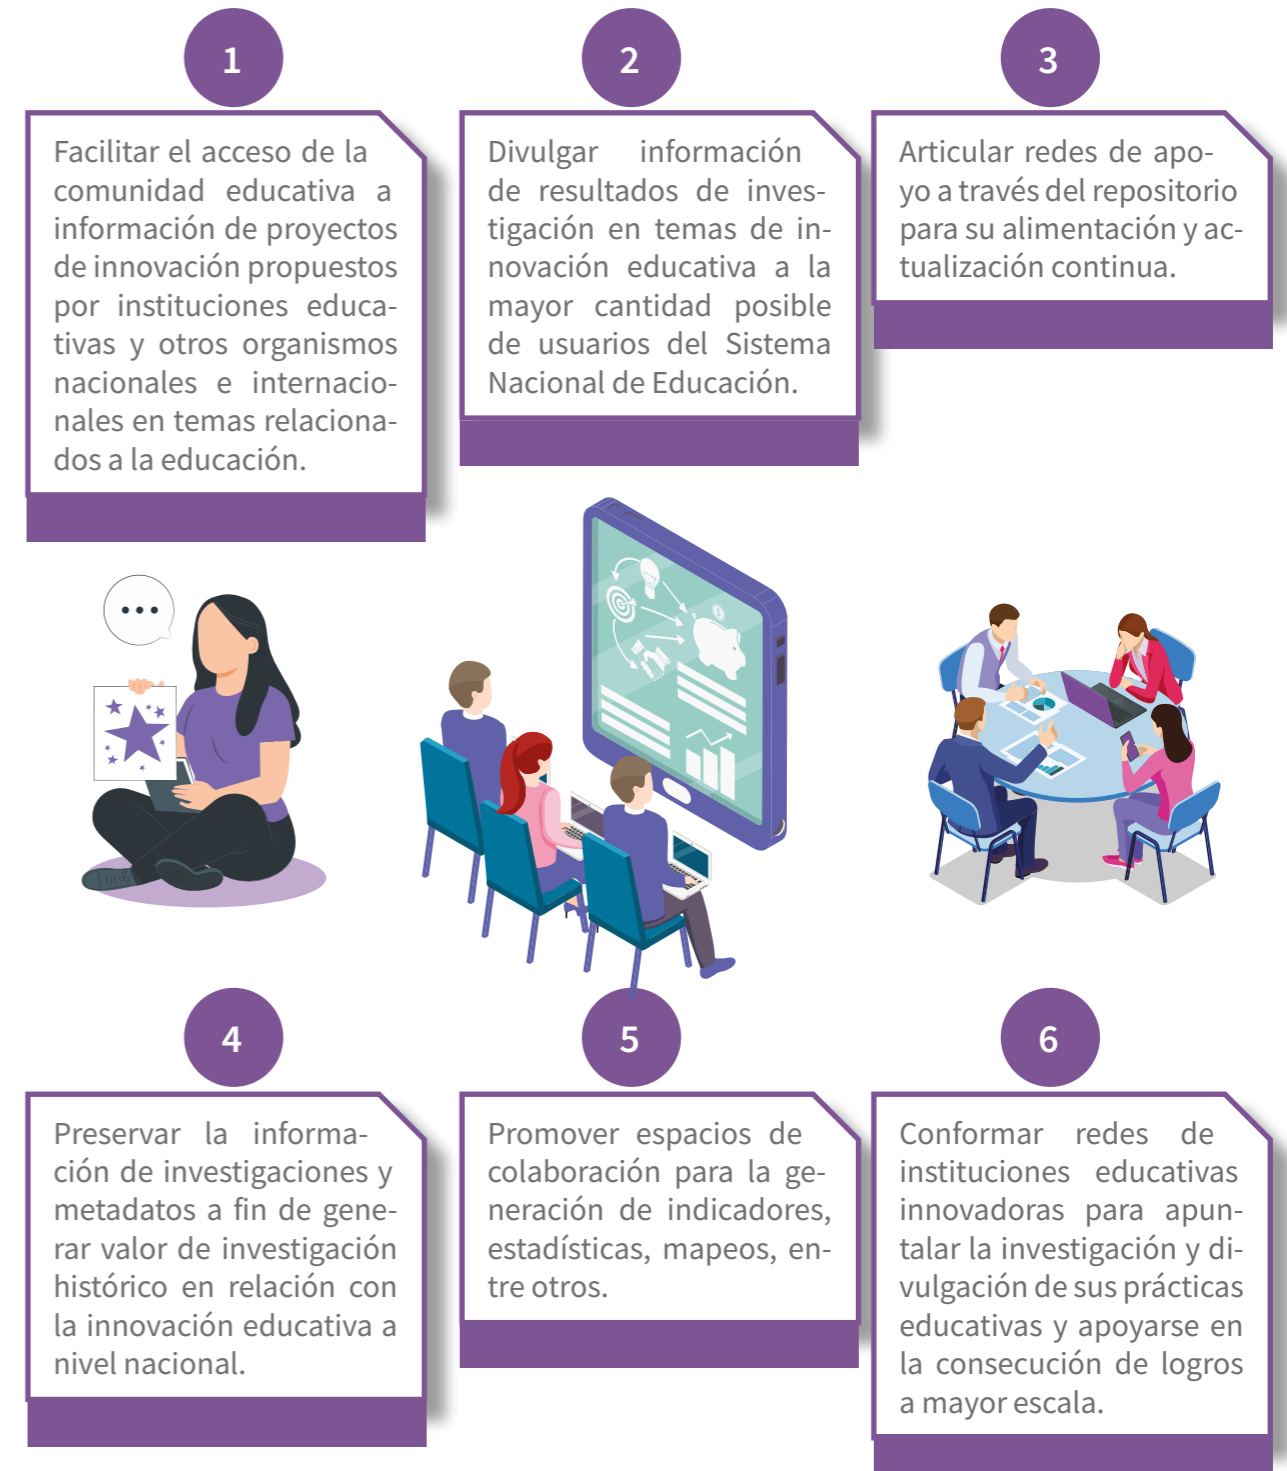 1
Facilitar el acceso de la
comunidad educativa a
información de proyectos
de innovación propuestos
por instituciones educa-
tivas y otros organismos
nacionales e internacio-
nales en temas relaciona-
dos a la educación.
2
Divulgar información
de resultados de inves-
tigación en temas de in-
novación educativa a la
mayor cantidad posible
de usuarios del Sistema
Nacional de Educación.
3
Articular redes de apo-
yo a través del repositorio
para su alimentación y ac-
tualización continua.
4
Preservar la informa-
ción de investigaciones y
metadatos a fin de gene-
rar valor de investigación
histórico en relación con
la innovación educativa a
nivel nacional.
5
Promover espacios de
colaboración para la ge-
neración de indicadores,
estadísticas, mapeos, en-
tre otros.
6
Conformar redes de
instituciones educativas
innovadoras para apun-
talar la investigación y di-
vulgación de sus prácticas
educativas y apoyarse en
la consecución de logros
a mayor escala.